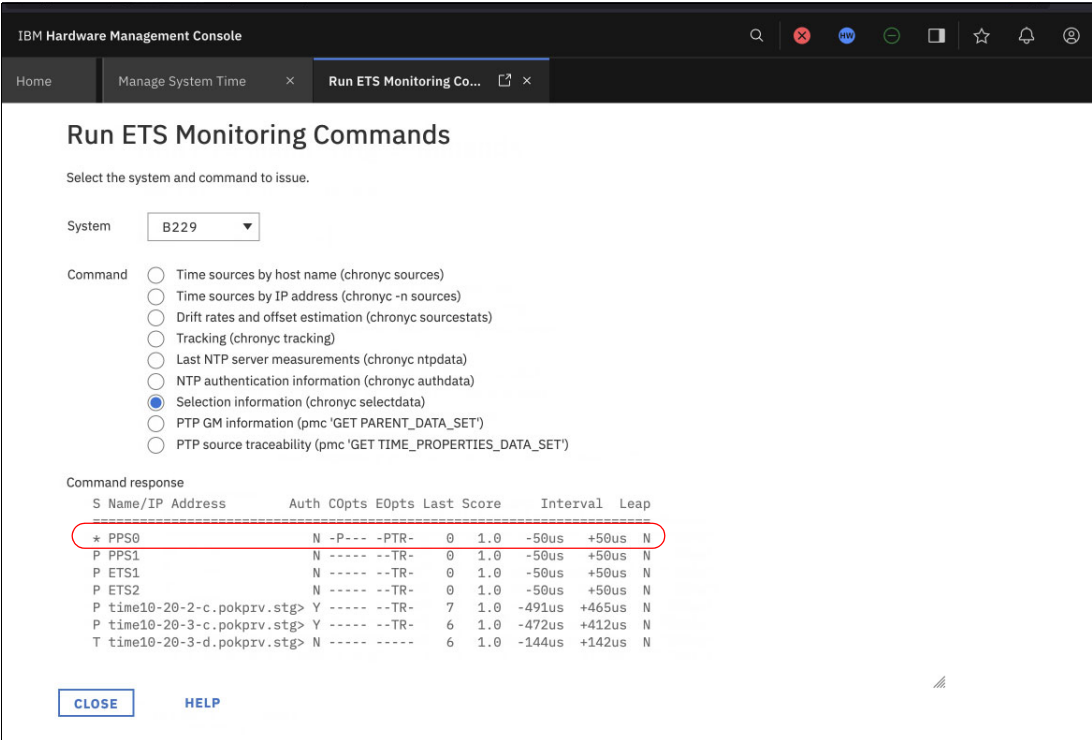 IBM Hardware Management Console
HW
Home
Manage System Time
Run ETS Monitoring Co...
Run ETS Monitoring Commands
Select the system and command to issue.
System B229
Command
Time sources by host name (chronyc sources)
Time sources by IP address (chronyc -n sources)
Drift rates and offset estimation (chronyc sourcestats)
Tracking (chronyc tracking)
Last NTP server measurements (chronyc ntpdata)
NTP authentication information (chronyc authdata)
Selection information (chronyc selectdata)
PTP GM information (pmc 'GET PARENT_DATA_SET')
PTP source traceability (pmc 'GET TIME_PROPERTIES_DATA_SET')
Command response
S Name/IP Address        Auth COpts EOpts Last Score     Interval  Leap
=======================================================================
* PPS0                      N -P--- -PTR-    0   1.0   -50us   +50us  N
P PPS1                      N ----- --TR-    0   1.0   -50us   +50us  N
P ETS1                      N ----- --TR-    0   1.0   -50us   +50us  N
P ETS2                      N ----- --TR-    0   1.0   -50us   +50us  N
P time10-20-2-c.pokprv.stg> Y ----- --TR-    7   1.0  -491us  +465us  N
P time10-20-3-c.pokprv.stg> Y ----- --TR-    6   1.0  -472us  +412us  N
T time10-20-3-d.pokprv.stg> N ----- -----    6   1.0  -144us  +142us  N
CLOSE
HELP